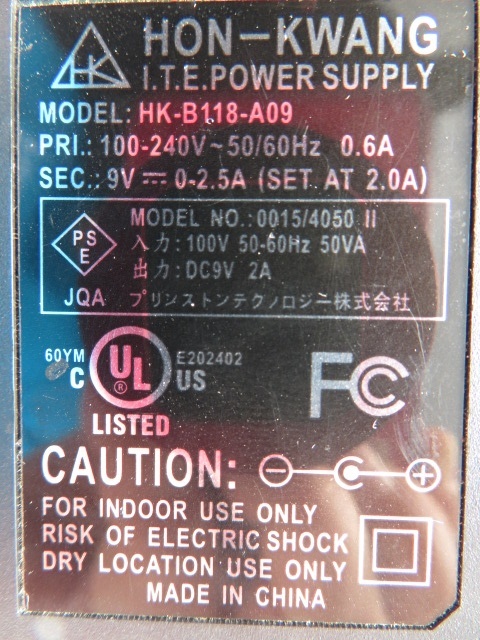 HK
HON-KWANG
I.T.E.POWER SUPPLY
MODEL: HK-B118-A09
PRI.: 100-240V~50/60Hz 0.6A
SEC.: 9V⎓0-2.5A (SET AT 2.0A)
PS
E
JQA
MODEL NO.:0015/4050 II
入力:100V 50-60Hz 50VA
出力:DC9V 2A
プリンストンテクノロジー株式会社
60YM
C UL® US
E202402
LISTED
FC
CAUTION:
FOR INDOOR USE ONLY
RISK OF ELECTRIC SHOCK
DRY LOCATION USE ONLY
MADE IN CHINA